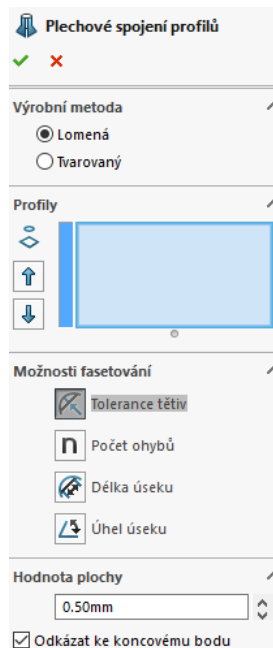 Plechové spojení profilů
Výrobní metoda
Lomená
Tvarovaný
Profily
Možnosti fasetování
Tolerance tětiv
n Počet ohybů
Délka úseku
Úhel úseku
Hodnota plochy
0.50mm
Odkázat ke koncovému bodu